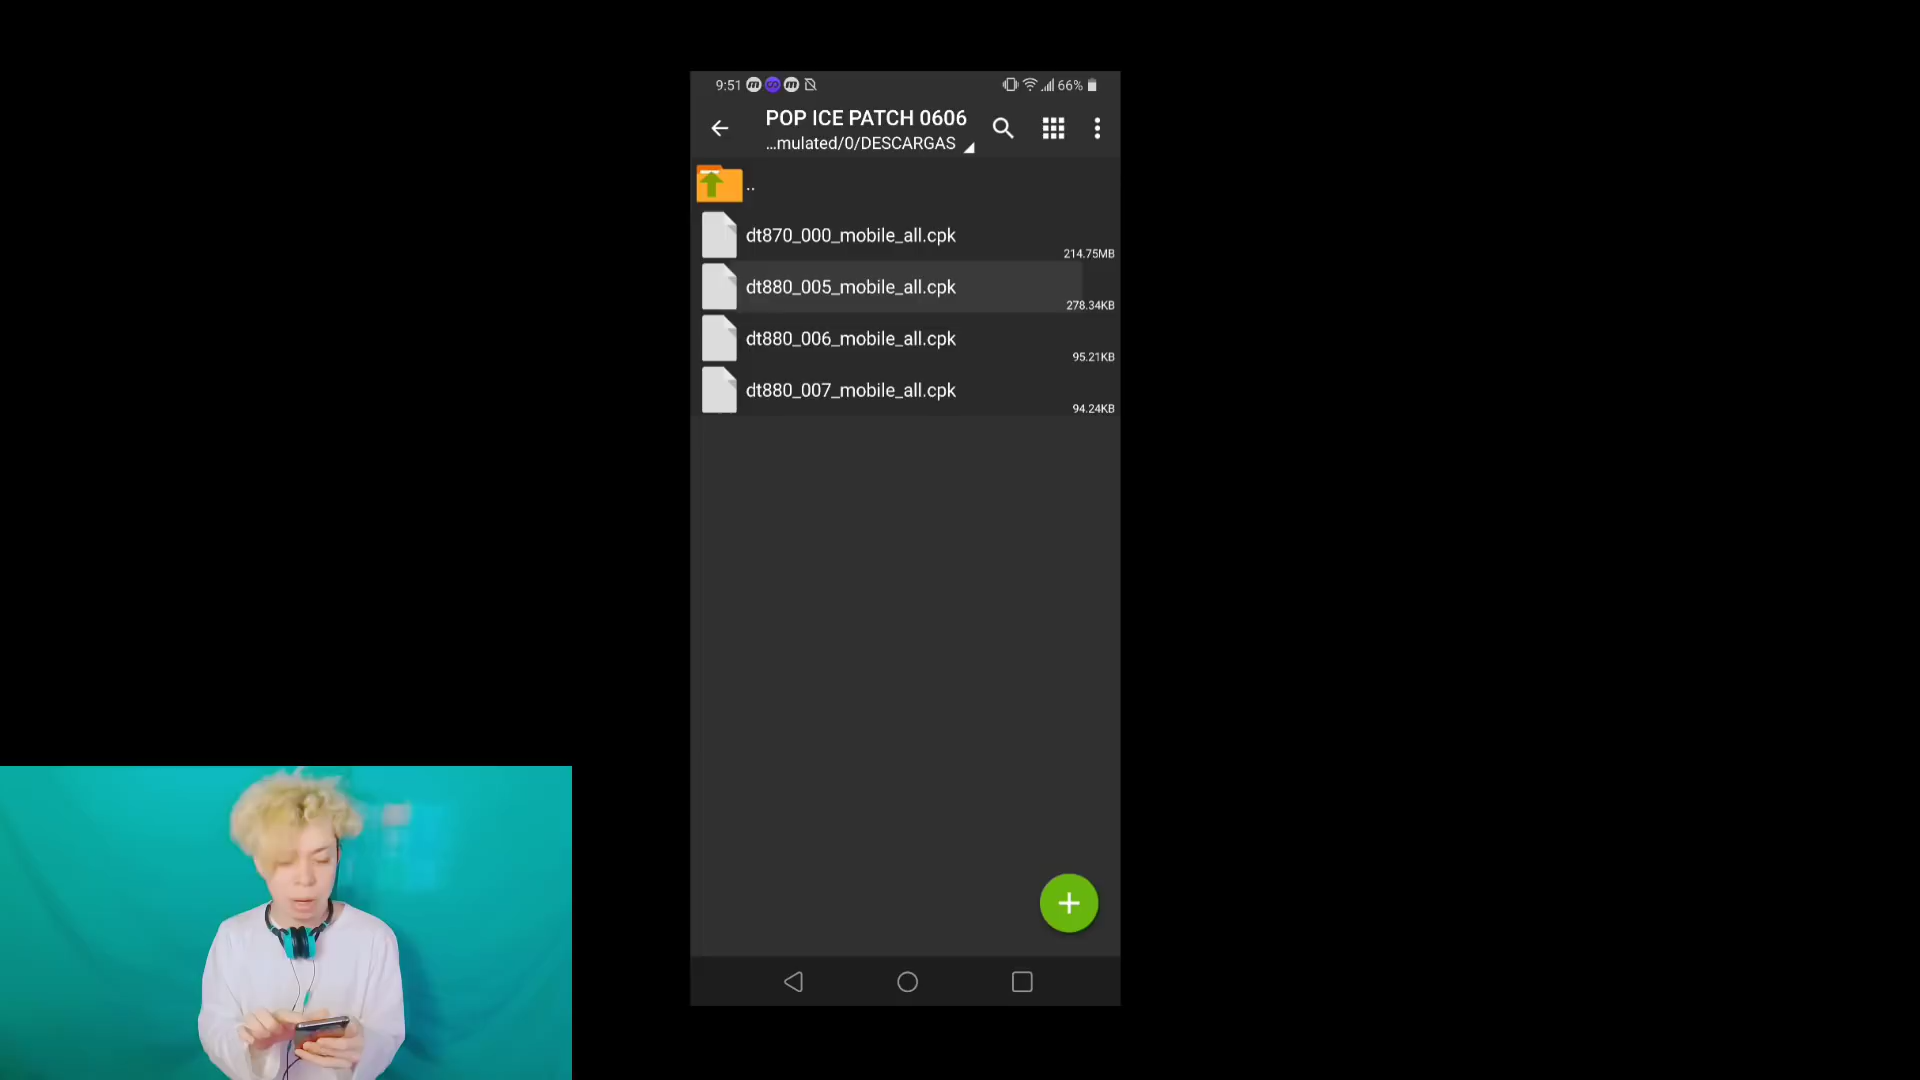 9:51 66%
POP ICE PATCH 0606
...mulated/0/DESCARGAS
..
dt870_000_mobile_all.cpk
214.75MB
dt880_005_mobile_all.cpk
278.34KB
dt880_006_mobile_all.cpk
95.21KB
dt880_007_mobile_all.cpk
94.24KB